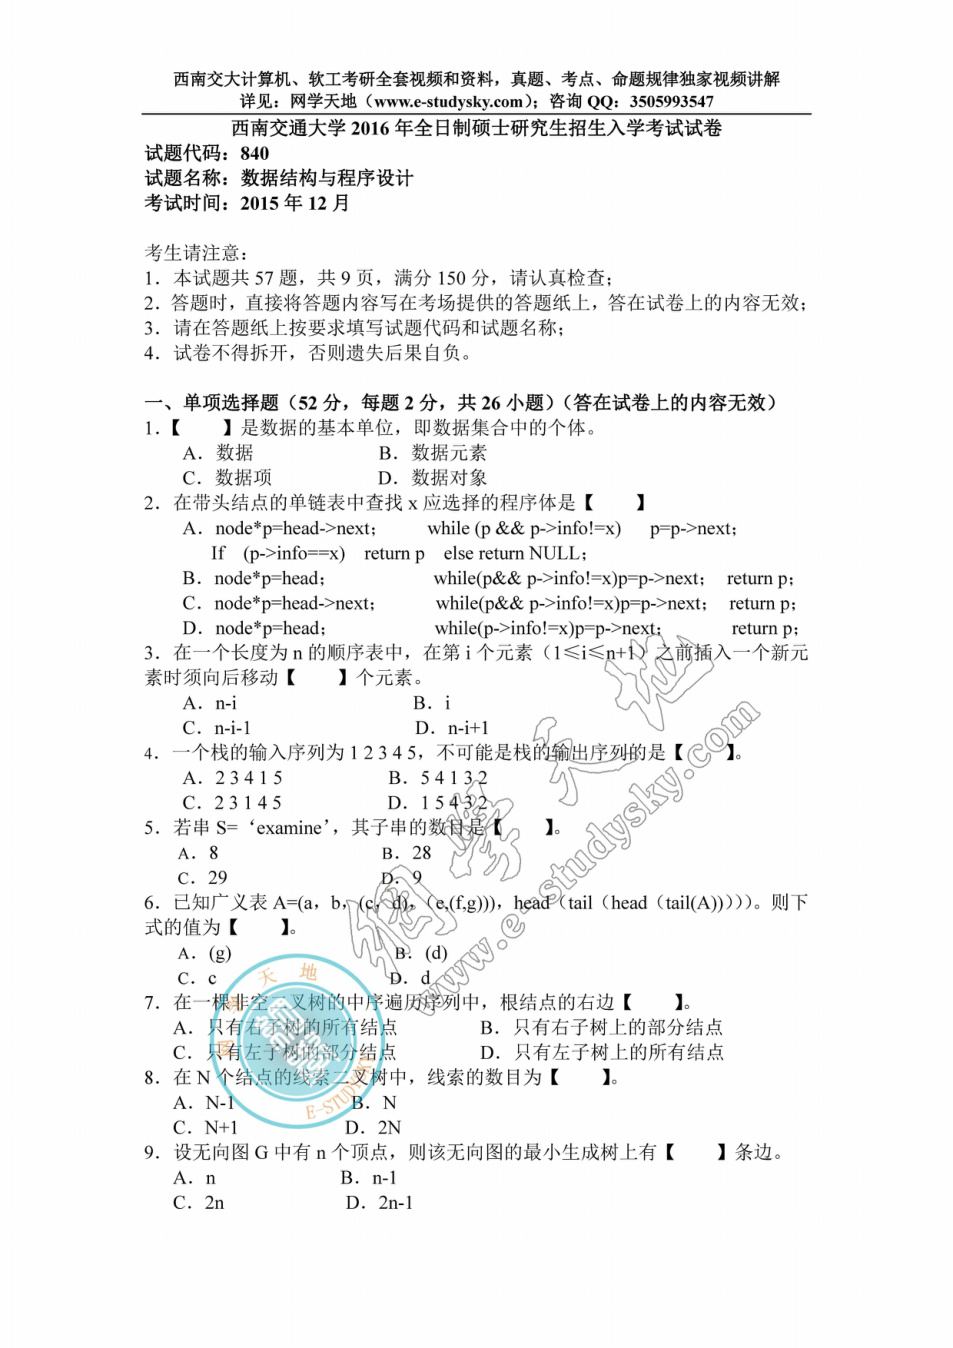 西南交大计算机、软工考研全套视频和资料，真题、考点、命题规律独家视频讲解
详见：网学天地（www.e-studysky.com）；咨询 QQ：3505993547
西南交通大学 2016 年全日制硕士研究生招生入学考试试卷
试题代码：840
试题名称：数据结构与程序设计
考试时间：2015 年 12 月
考生请注意：
1．本试题共 57 题，共 9 页，满分 150 分，请认真检查；
2．答题时，直接将答题内容写在考场提供的答题纸上，答在试卷上的内容无效；
3．请在答题纸上按要求填写试题代码和试题名称；
4．试卷不得拆开，否则遗失后果自负。
一、单项选择题（52 分，每题 2 分，共 26 小题）（答在试卷上的内容无效）
1.【　　】是数据的基本单位，即数据集合中的个体。
A．数据　　B．数据元素
C．数据项　　D．数据对象
2．在带头结点的单链表中查找 x 应选择的程序体是【　　】
A．node*p=head->next；　　while (p && p->info!=x)　p=p->next；
If　(p->info==x)　return p　else return NULL；
B．node*p=head；　　while(p&& p->info!=x)p=p->next；　return p；
C．node*p=head->next；　　while(p&& p->info!=x)p=p->next；　return p；
D．node*p=head；　　while(p->info!=x)p=p->next；　　return p；
3．在一个长度为 n 的顺序表中，在第 i 个元素（1≤i≤n+1）之前插入一个新元
素时须向后移动【　　】个元素。
A．n-i　　B．i
C．n-i-1　　D．n-i+1
4．一个栈的输入序列为 1 2 3 4 5，不可能是栈的输出序列的是【　　】。
A．2 3 4 1 5　　B．5 4 1 3 2
C．2 3 1 4 5　　D．1 5 4 3 2
5．若串 S=‘examine’，其子串的数目是【　　】。
A．8　　B．28
C．29　　D．9
6．已知广义表 A=(a，b，(c，d)，(e,(f,g)))，head（tail（head（tail(A))))）。则下
式的值为【　　】。
A．(g)　　B．(d)
C．c　　D．d
7．在一棵非空二叉树的中序遍历序列中，根结点的右边【　　】。
A．只有右子树的所有结点　　B．只有右子树上的部分结点
C．只有左子树的部分结点　　D．只有左子树上的所有结点
8．在 N 个结点的线索二叉树中，线索的数目为【　　】。
A．N-1　　B．N
C．N+1　　D．2N
9．设无向图 G 中有 n 个顶点，则该无向图的最小生成树上有【　　】条边。
A．n　　B．n-1
C．2n　　D．2n-1
网学天地
www.e-studysky.com
网学天地
E-STUDYSKY